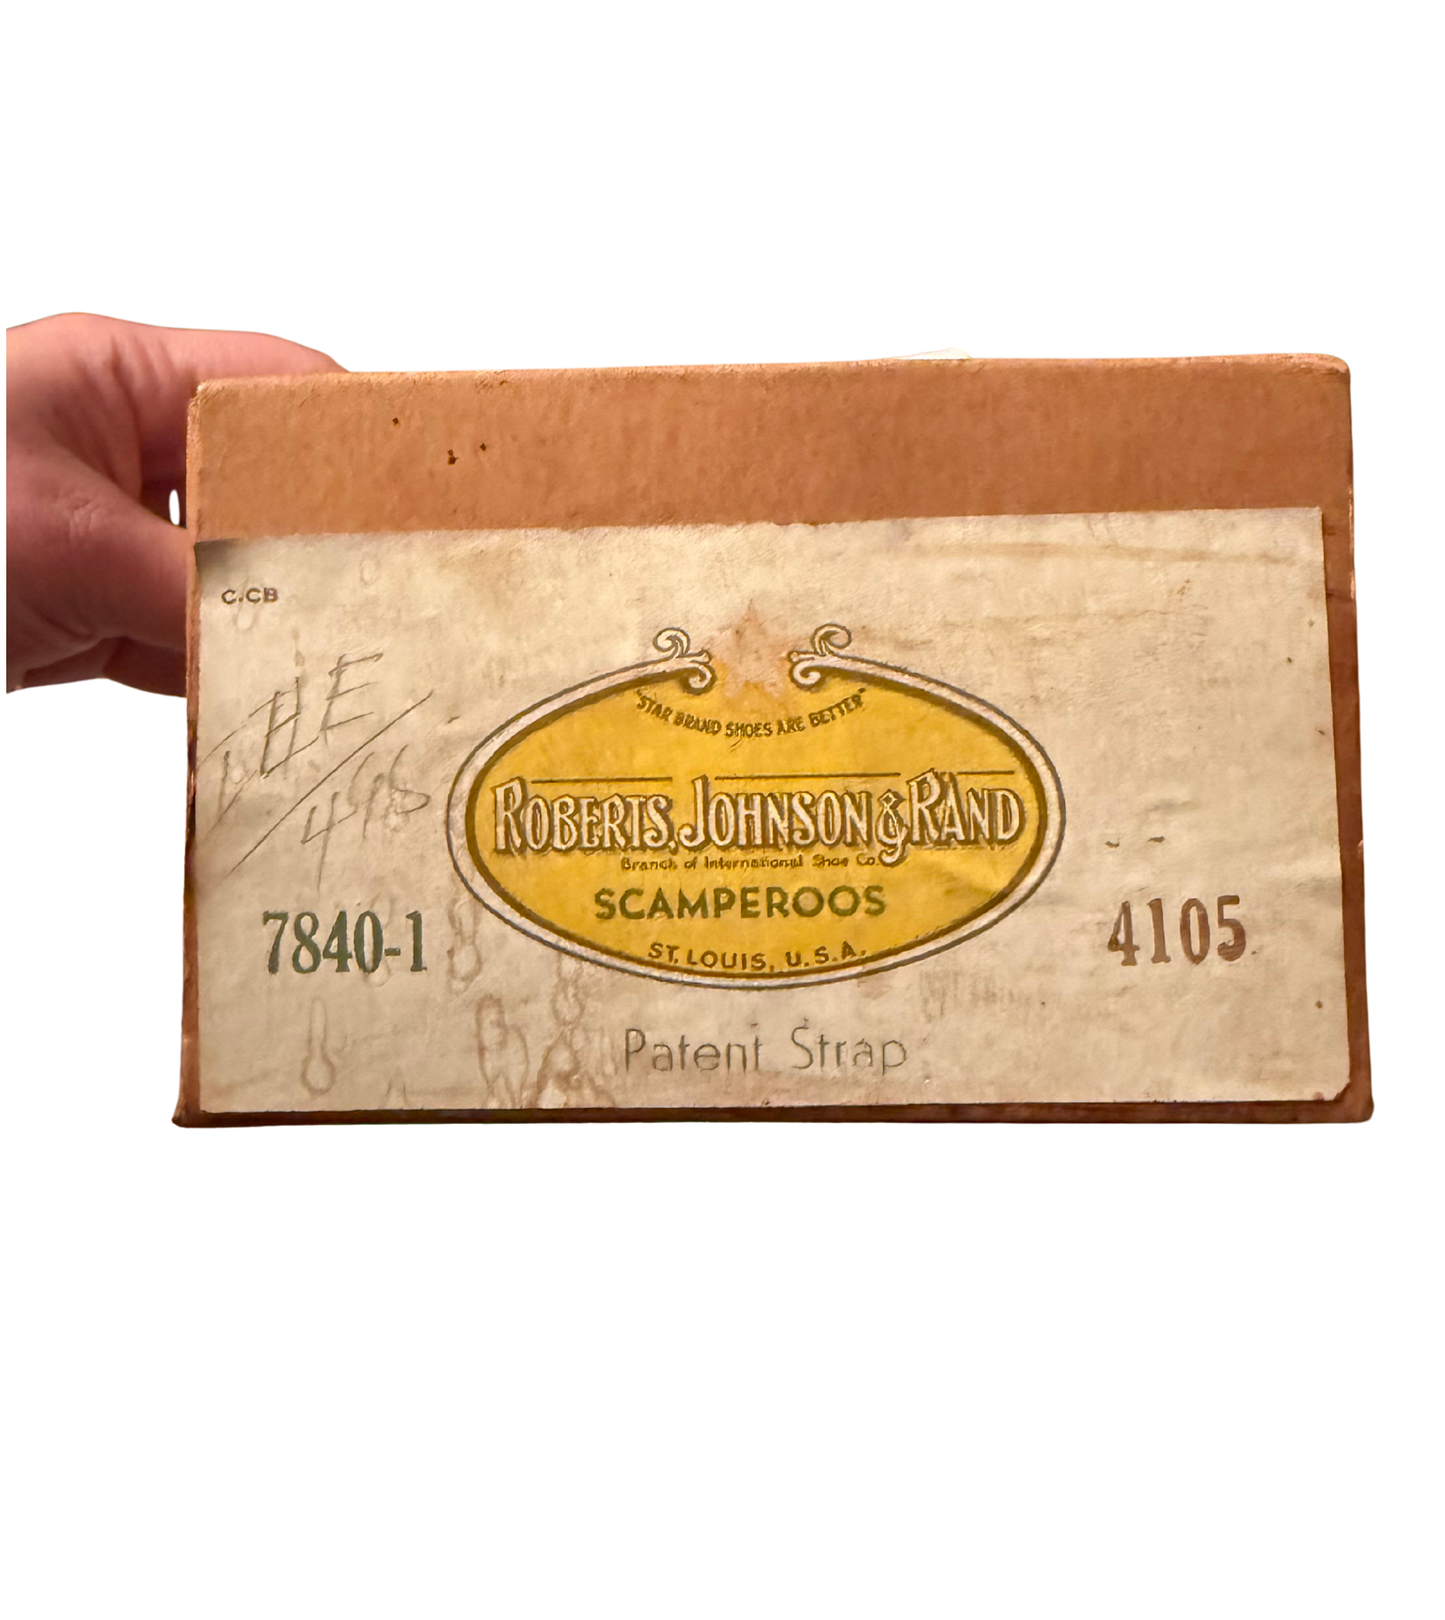 C.CB
"STAR BRAND SHOES ARE BETTER"
ROBERTS, JOHNSON & RAND
Branch of International Shoe Co.
SCAMPEROOS
7840-1
4105
ST. LOUIS, U.S.A.
Patent Strap